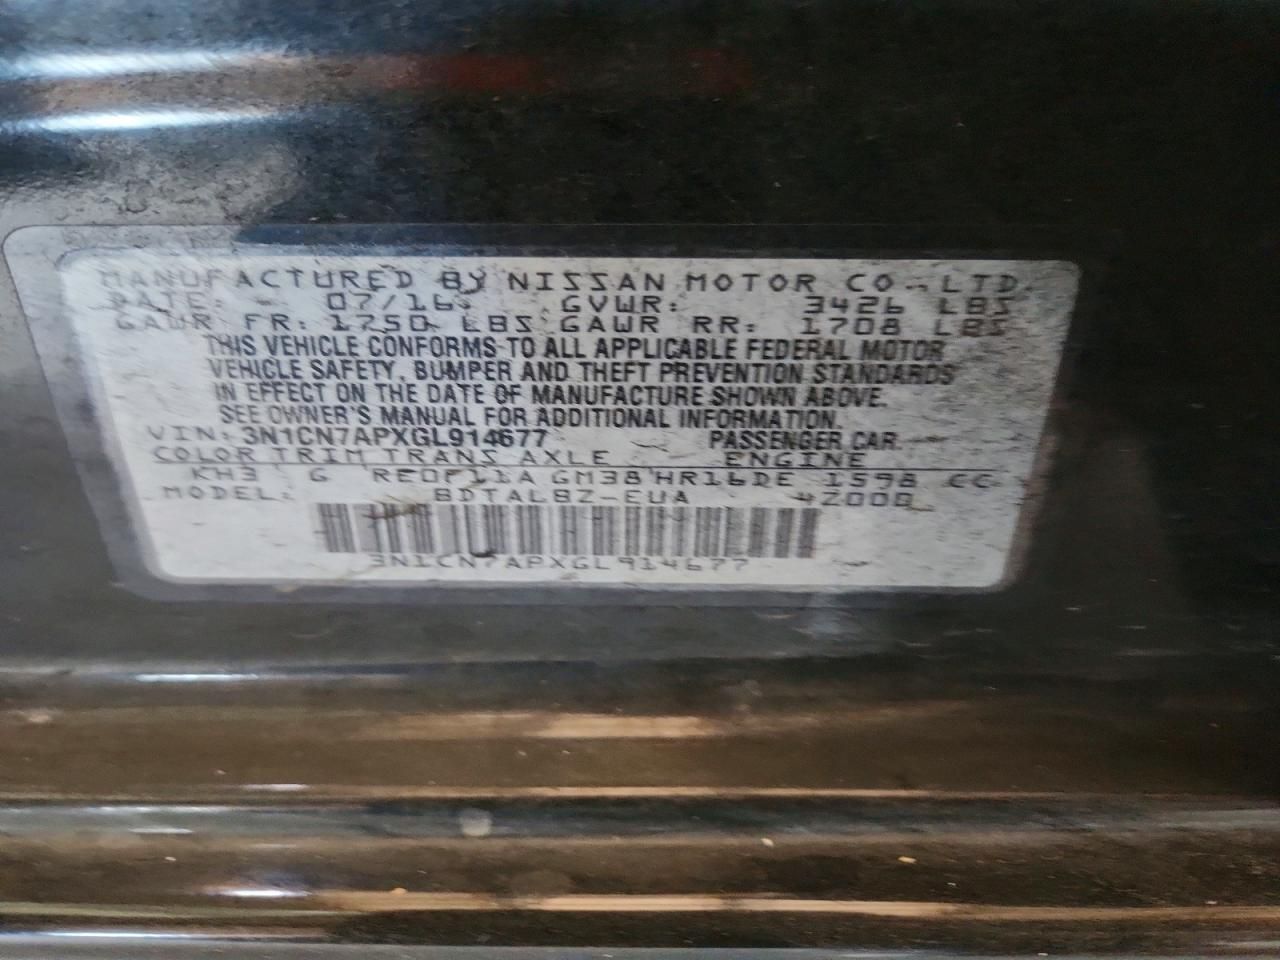 MANUFACTURED BY NISSAN MOTOR CO., LTD.
DATE: 07/16 GVWR: 3426 LBS
GAWR FR: 1750 LBS GAWR RR: 1708 LBS
THIS VEHICLE CONFORMS TO ALL APPLICABLE FEDERAL MOTOR
VEHICLE SAFETY, BUMPER AND THEFT PREVENTION STANDARDS
IN EFFECT ON THE DATE OF MANUFACTURE SHOWN ABOVE.
SEE OWNER'S MANUAL FOR ADDITIONAL INFORMATION.
VIN: 3N1CN7APXGL914677 PASSENGER CAR
COLOR TRIM TRANS AXLE ENGINE
KH3 G RE0F11A GM38 HR16DE 1598 CC
MODEL: BDTALBZ-EUA
3N1CN7APXGL914677